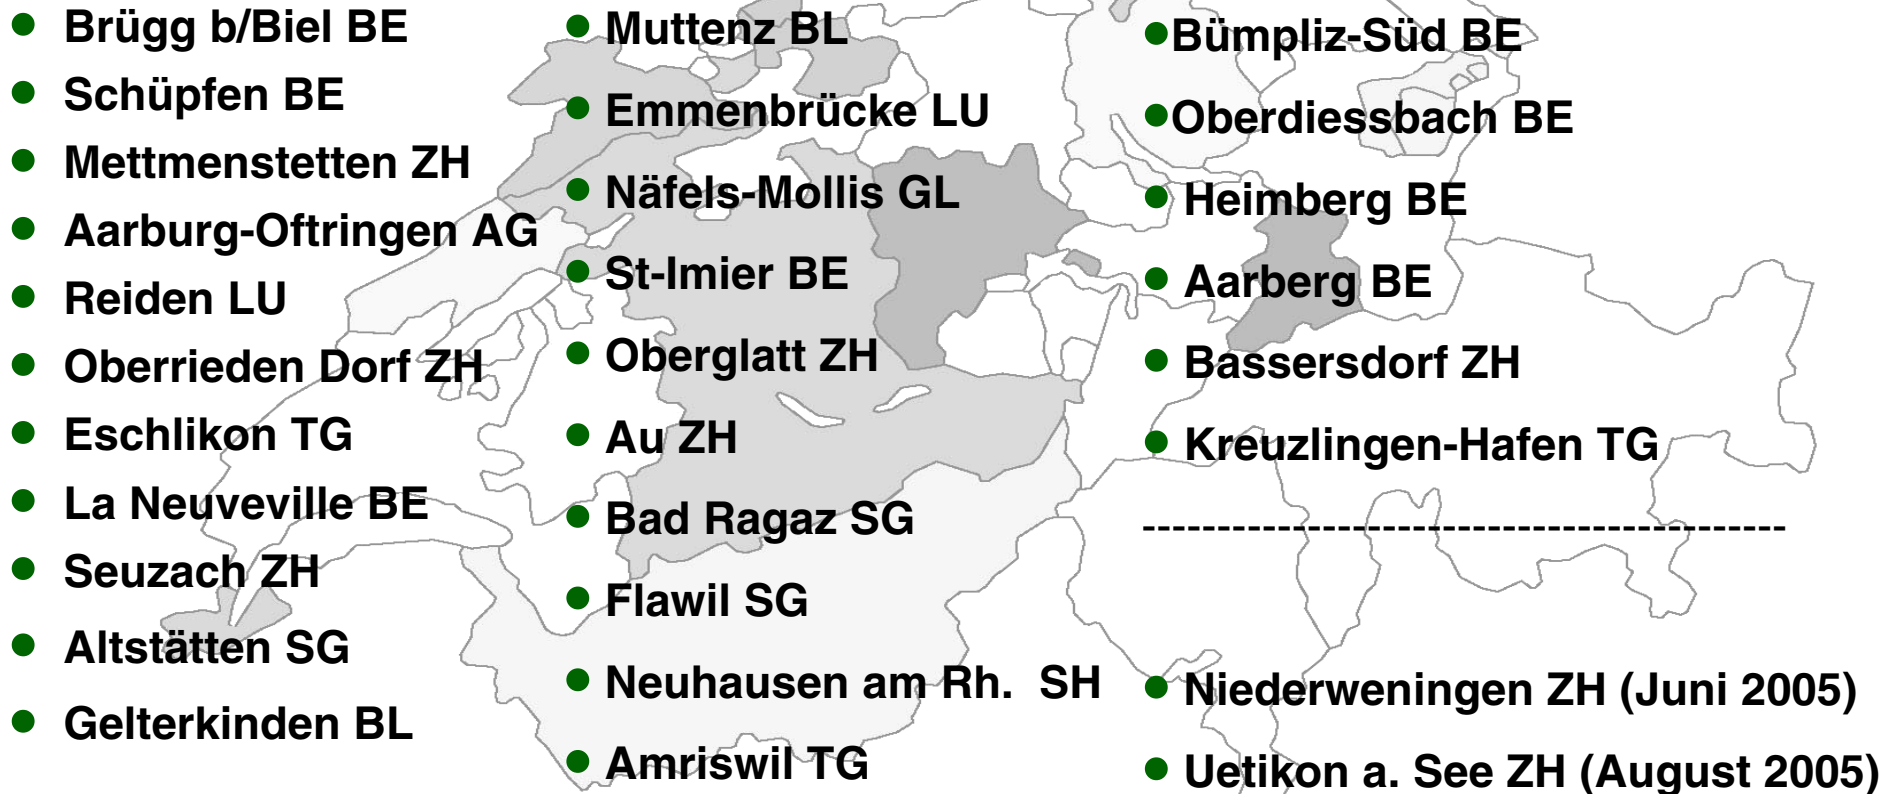 ● Brügg b/Biel BE
● Schüpfen BE
● Mettmenstetten ZH
● Aarburg-Oftringen AG
● Reiden LU
● Oberrieden Dorf ZH
● Eschlikon TG
● La Neuveville BE
● Seuzach ZH
● Altstätten SG
● Gelterkinden BL
● Muttenz BL
● Emmenbrücke LU
● Näfels-Mollis GL
● St-Imier BE
● Oberglatt ZH
● Au ZH
● Bad Ragaz SG
● Flawil SG
● Neuhausen am Rh. SH
● Amriswil TG
●Bümpliz-Süd BE
●Oberdiessbach BE
● Heimberg BE
● Aarberg BE
● Bassersdorf ZH
● Kreuzlingen-Hafen TG
-------------------------------------------
● Niederweningen ZH (Juni 2005)
● Uetikon a. See ZH (August 2005)